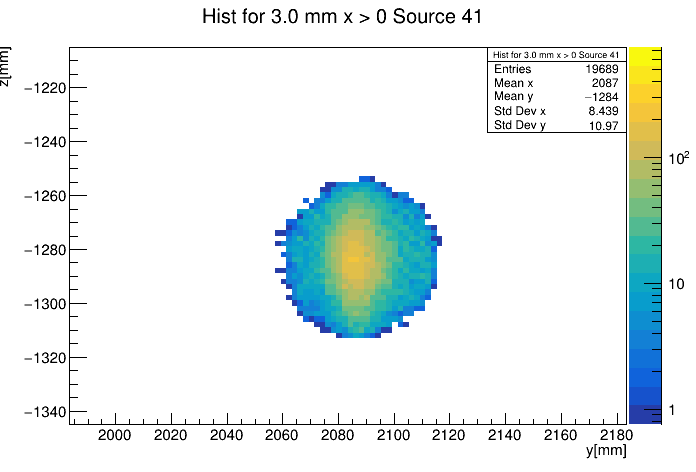 Hist for 3.0 mm x > 0 Source 41
z[mm]
Hist for 3.0 mm x > 0 Source 41
Entries 19689
Mean x 2087
Mean y −1284
Std Dev x 8.439
Std Dev y 10.97
−1220
−1240
−1260
−1280
−1300
−1320
−1340
10²
10
1
2000 2020 2040 2060 2080 2100 2120 2140 2160 2180
y[mm]